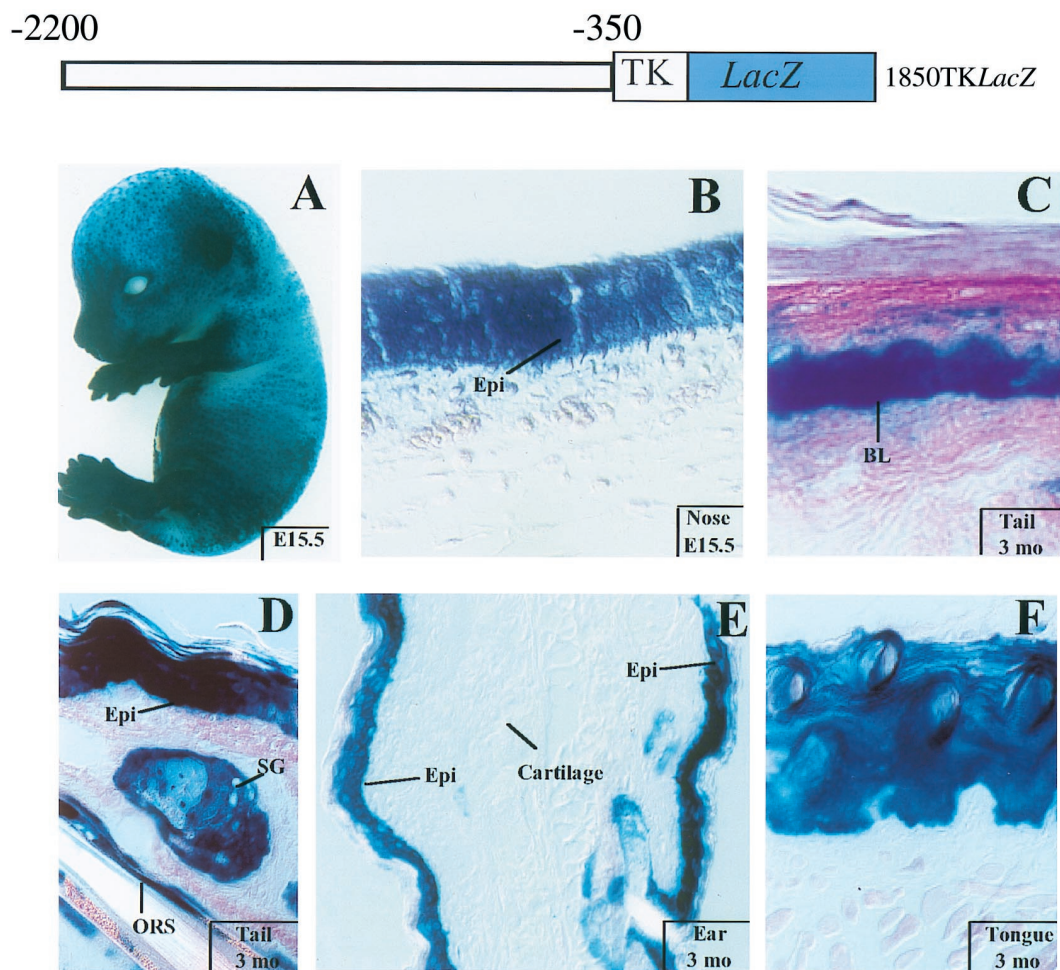 -2200
-350
TK
LacZ
1850TKLacZ
A
E15.5
B
Epi
Nose
E15.5
C
BL
Tail
3 mo
D
Epi
SG
ORS
Tail
3 mo
E
Epi
Epi
Cartilage
Ear
3 mo
F
Tongue
3 mo